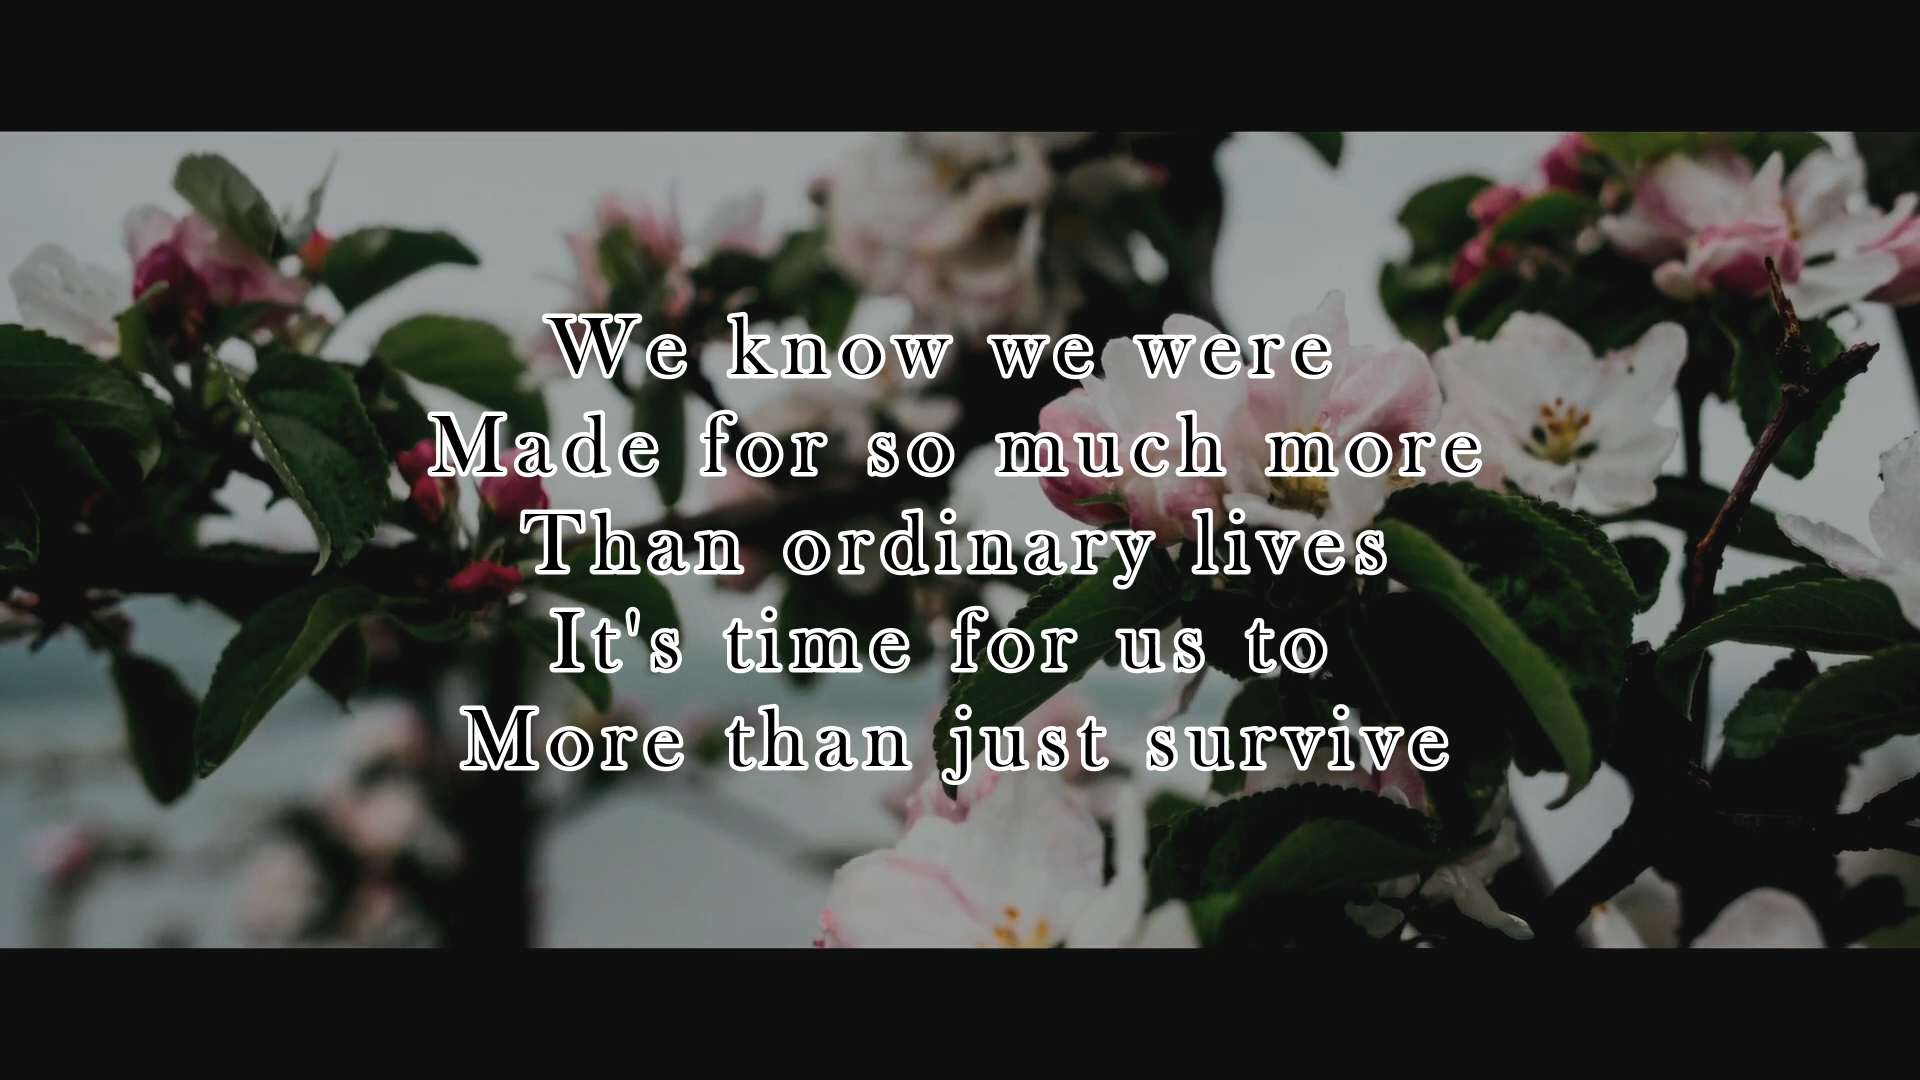 We know we were
Made for so much more
Than ordinary lives
It's time for us to
More than just survive